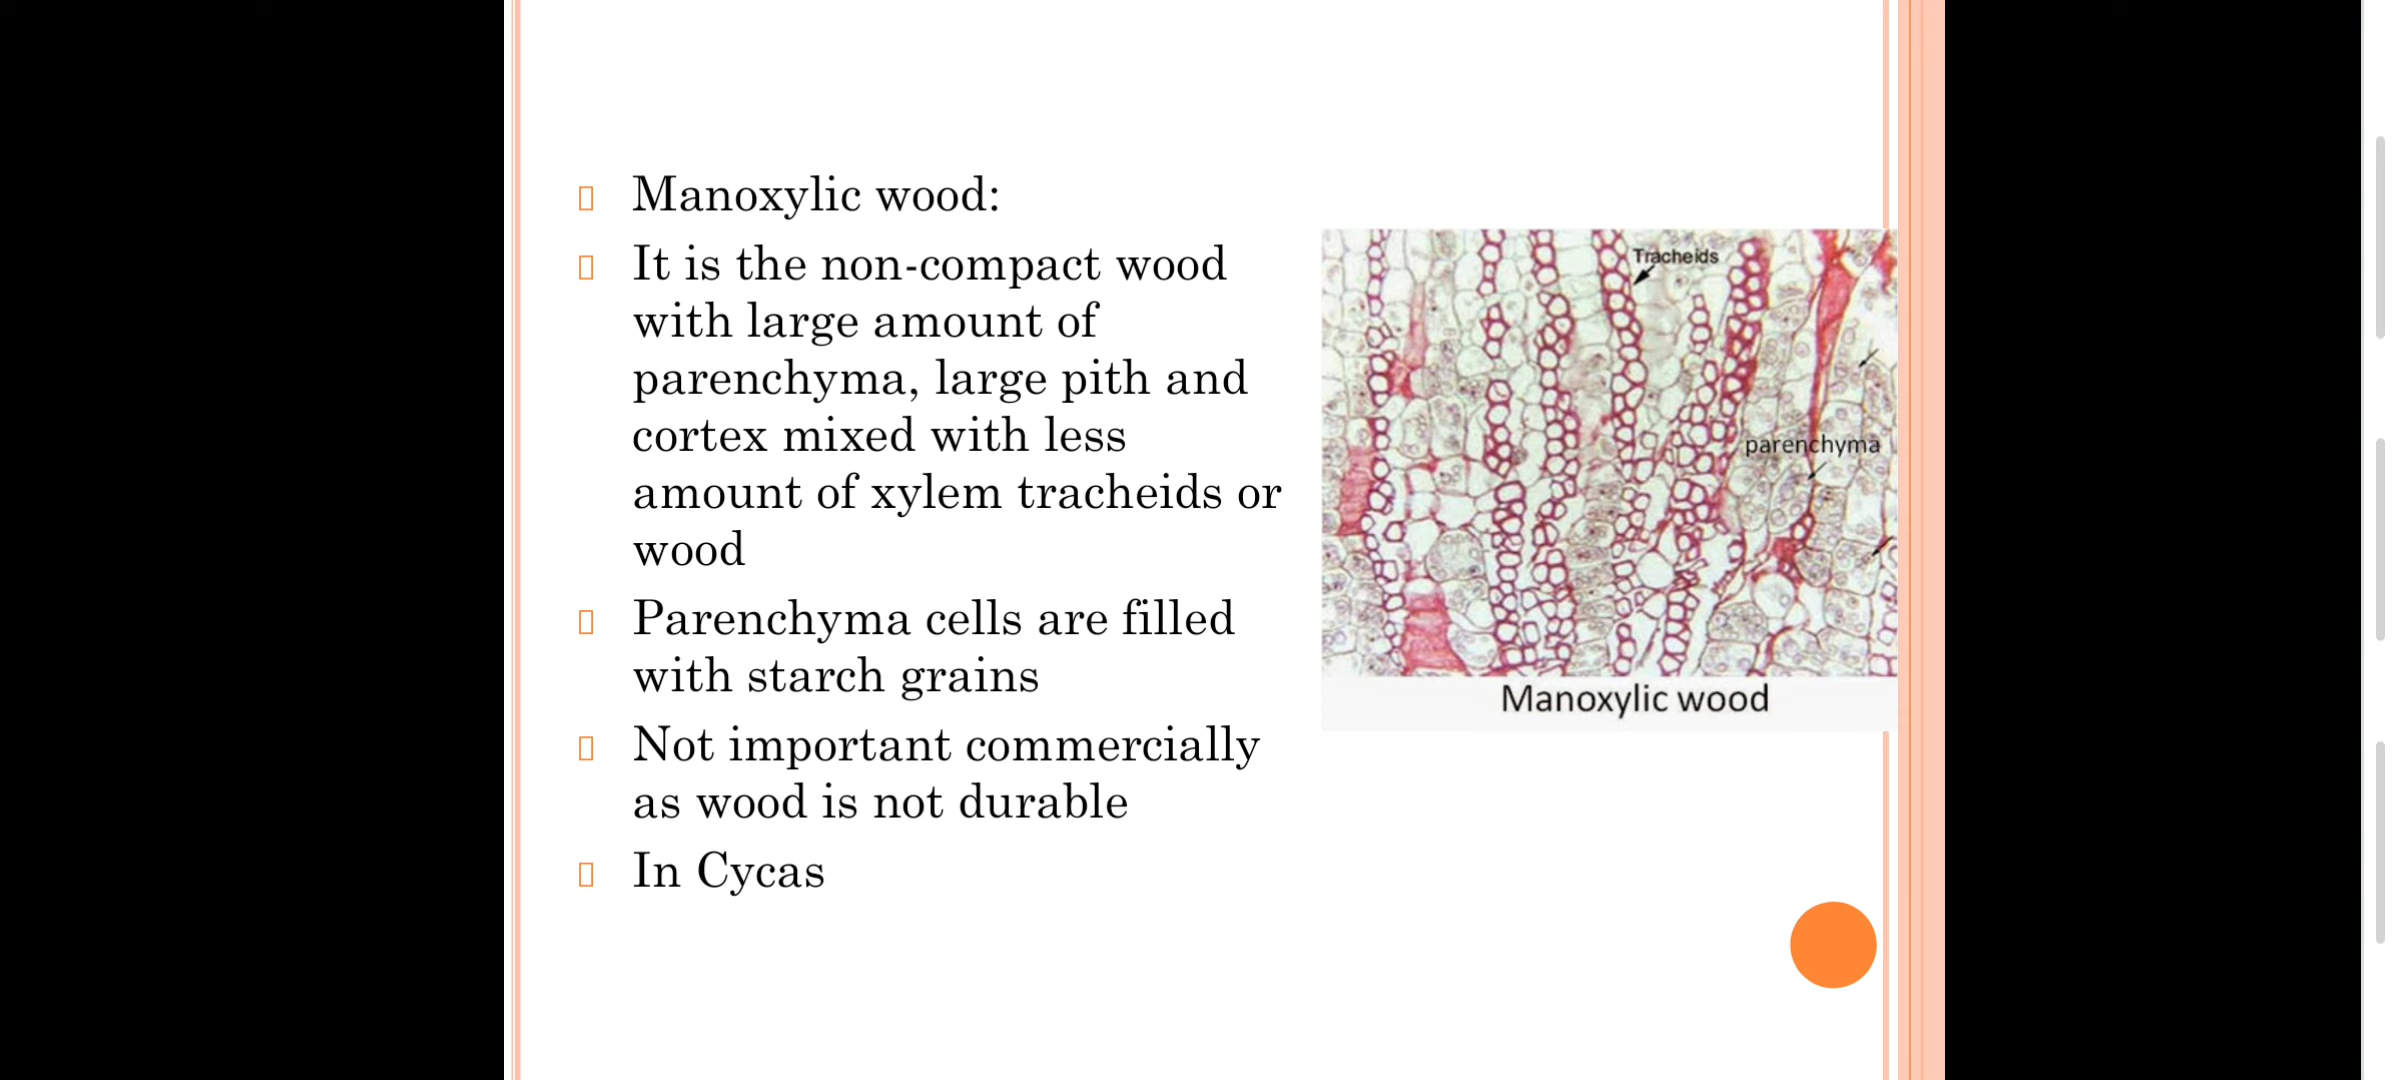 Manoxylic wood:
It is the non-compact wood
with large amount of
parenchyma, large pith and
cortex mixed with less
amount of xylem tracheids or
wood
Parenchyma cells are filled
with starch grains
Not important commercially
as wood is not durable
In Cycas
Tracheids
parenchyma
Manoxylic wood